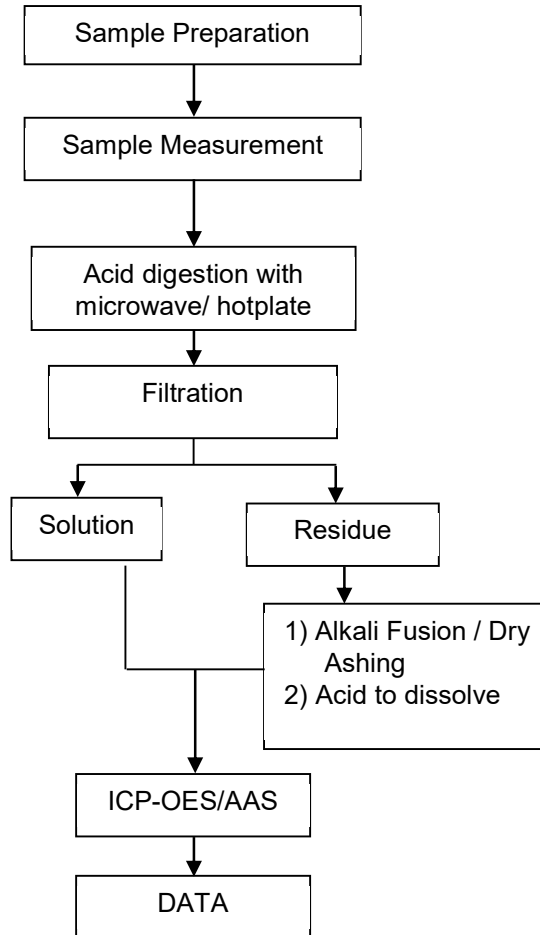 Sample Preparation
Sample Measurement
Acid digestion with
microwave/ hotplate
Filtration
Solution
Residue
1) Alkali Fusion / Dry
Ashing
2) Acid to dissolve
ICP-OES/AAS
DATA